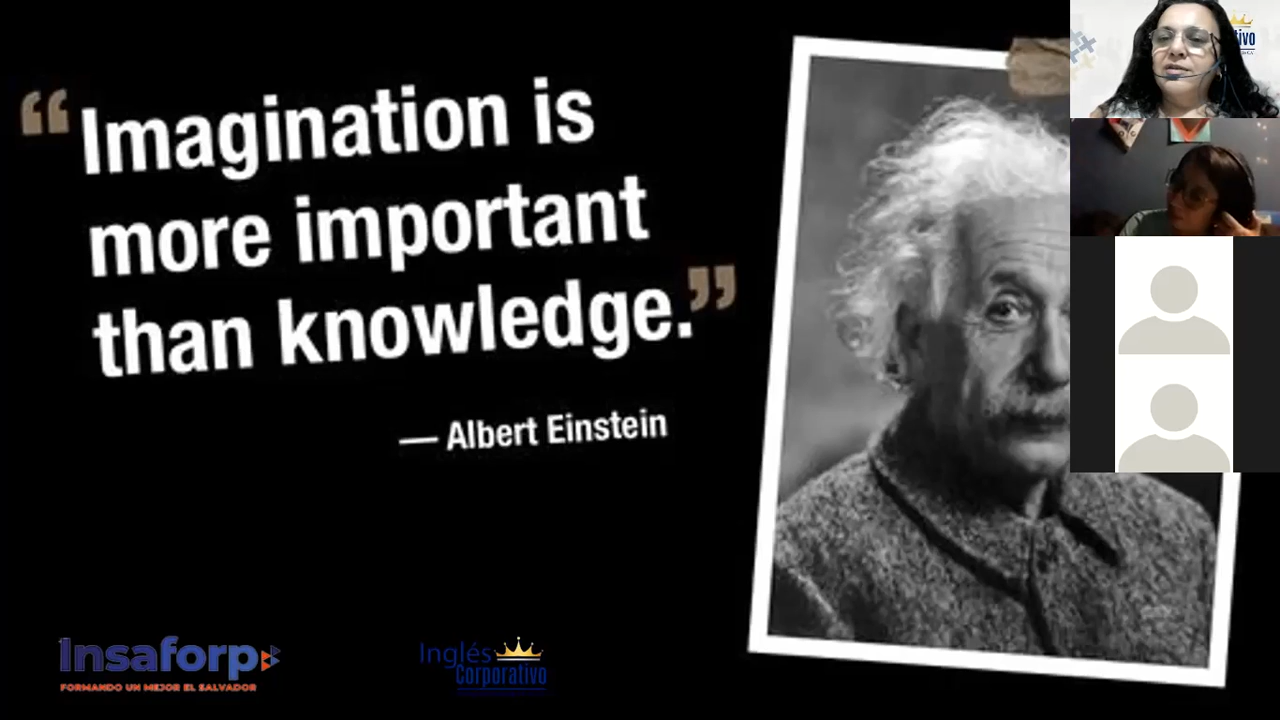 “Imagination is
more important
than knowledge.”
— Albert Einstein
Insaforp
FORMANDO UN MEJOR EL SALVADOR
Inglés
Corporativo